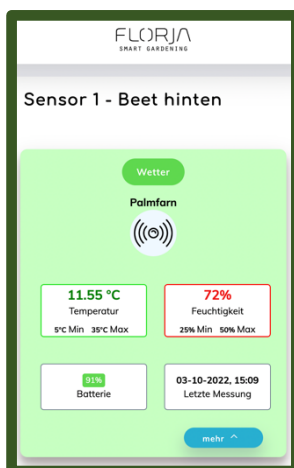 FLORJA
SMART GARDENING
Sensor 1 - Beet hinten
Wetter
Palmfarn
11.55 °C
Temperatur
5°C Min 35°C Max
72%
Feuchtigkeit
25% Min 50% Max
91%
Batterie
03-10-2022, 15:09
Letzte Messung
mehr ^